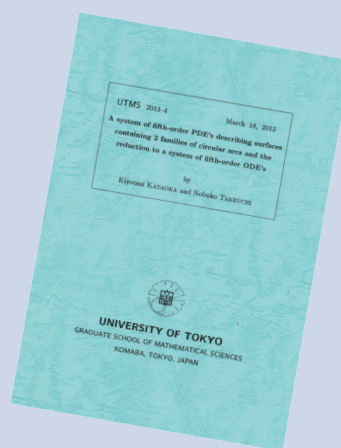 UTMS 2013-4
March 18, 2013
A system of fifth-order PDE's describing surfaces
containing 2 families of circular arcs and the
reduction to a system of fifth-order ODE's
by
Kiyoomi KATAOKA and Nobuko TAKEUCHI
UNIVERSITY OF TOKYO
GRADUATE SCHOOL OF MATHEMATICAL SCIENCES
KOMABA, TOKYO, JAPAN